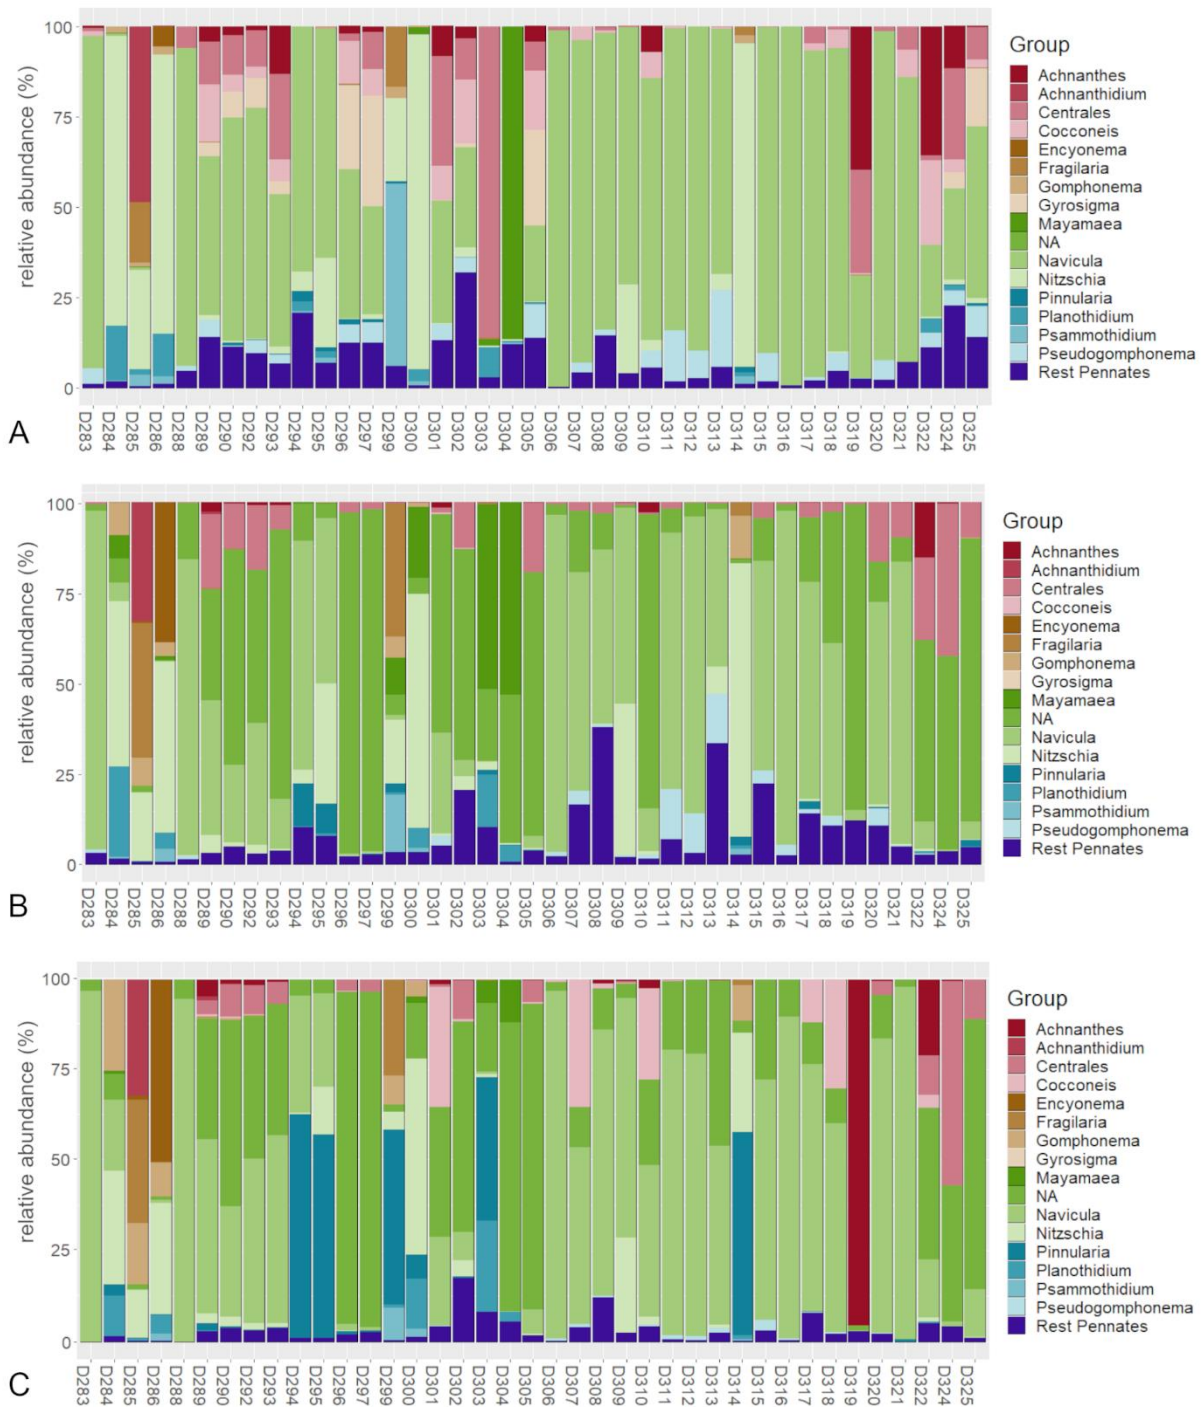 100
75
50
25
0
relative abundance (%)
D283 D284 D285 D286 D288 D289 D290 D292 D293 D294 D295 D296 D297 D299 D300 D301 D302 D303 D304 D305 D306 D307 D308 D309 D310 D311 D312 D313 D314 D315 D316 D317 D318 D319 D320 D321 D322 D324 D325
A
Group
Achnanthes
Achnanthidium
Centrales
Cocconeis
Encyonema
Fragilaria
Gomphonema
Gyrosigma
Mayamaea
NA
Navicula
Nitzschia
Pinnularia
Planothidium
Psammothidium
Pseudogomphonema
Rest Pennates
100
75
50
25
0
relative abundance (%)
D283 D284 D285 D286 D288 D289 D290 D292 D293 D294 D295 D296 D297 D299 D300 D301 D302 D303 D304 D305 D306 D307 D308 D309 D310 D311 D312 D313 D314 D315 D316 D317 D318 D319 D320 D321 D322 D324 D325
B
Group
Achnanthes
Achnanthidium
Centrales
Cocconeis
Encyonema
Fragilaria
Gomphonema
Gyrosigma
Mayamaea
NA
Navicula
Nitzschia
Pinnularia
Planothidium
Psammothidium
Pseudogomphonema
Rest Pennates
100
75
50
25
0
relative abundance (%)
D283 D284 D285 D286 D288 D289 D290 D292 D293 D294 D295 D296 D297 D299 D300 D301 D302 D303 D304 D305 D306 D307 D308 D309 D310 D311 D312 D313 D314 D315 D316 D317 D318 D319 D320 D321 D322 D324 D325
C
Group
Achnanthes
Achnanthidium
Centrales
Cocconeis
Encyonema
Fragilaria
Gomphonema
Gyrosigma
Mayamaea
NA
Navicula
Nitzschia
Pinnularia
Planothidium
Psammothidium
Pseudogomphonema
Rest Pennates